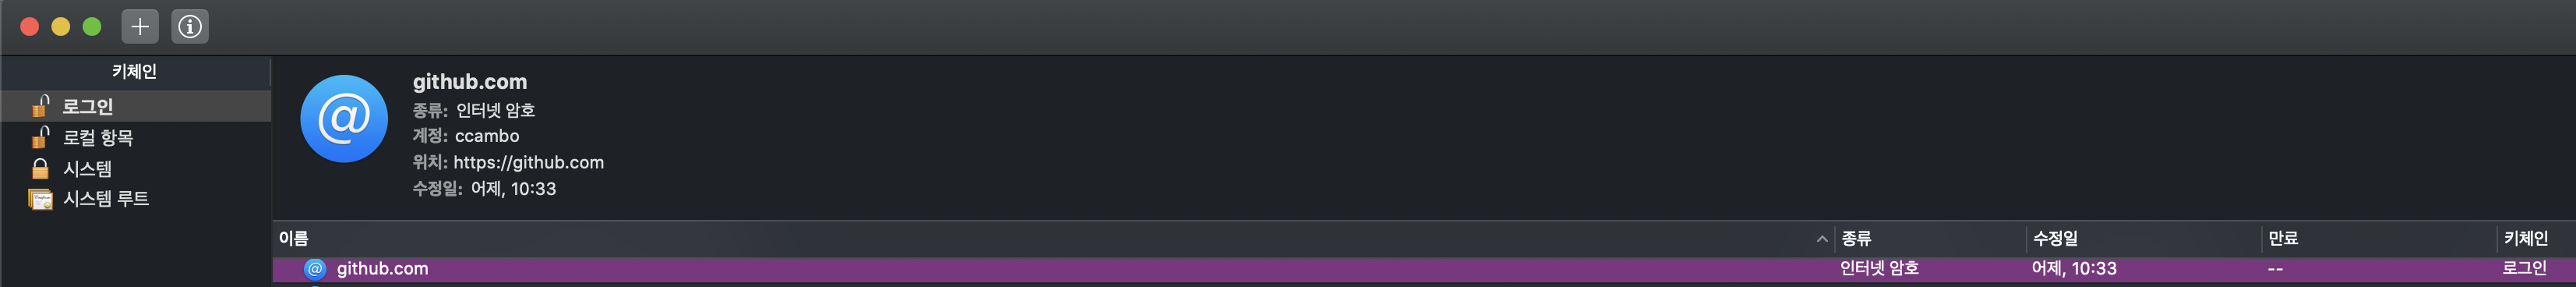 키체인
로그인
로컬 항목
시스템
시스템 루트
@
github.com
종류: 인터넷 암호
계정: ccambo
위치: https://github.com
수정일: 어제, 10:33
이름 종류 수정일 만료 키체인
@ github.com 인터넷 암호 어제, 10:33 -- 로그인